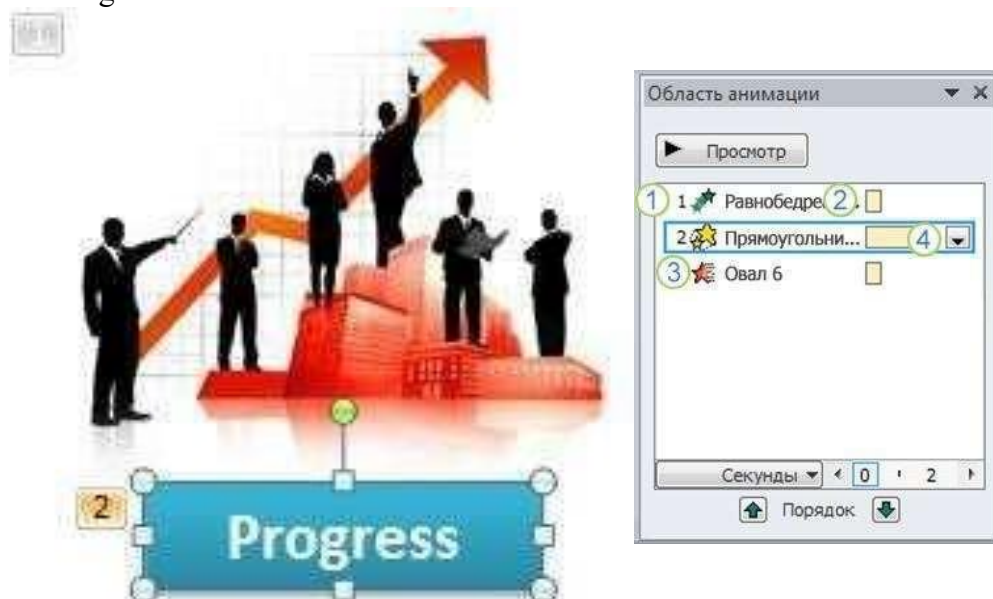 Область анимации
Просмотр
1 1 Равнобедре... 2
2 Прямоугольни... 4
3 Овал 6
Секунды 0 2
Порядок
2
Progress